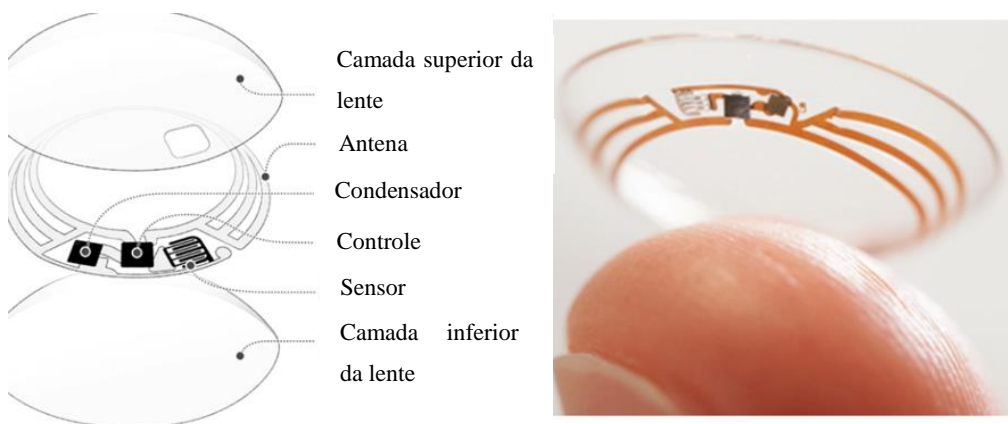 Camada superior da
lente
Antena
Condensador
Controle
Sensor
Camada inferior
da lente